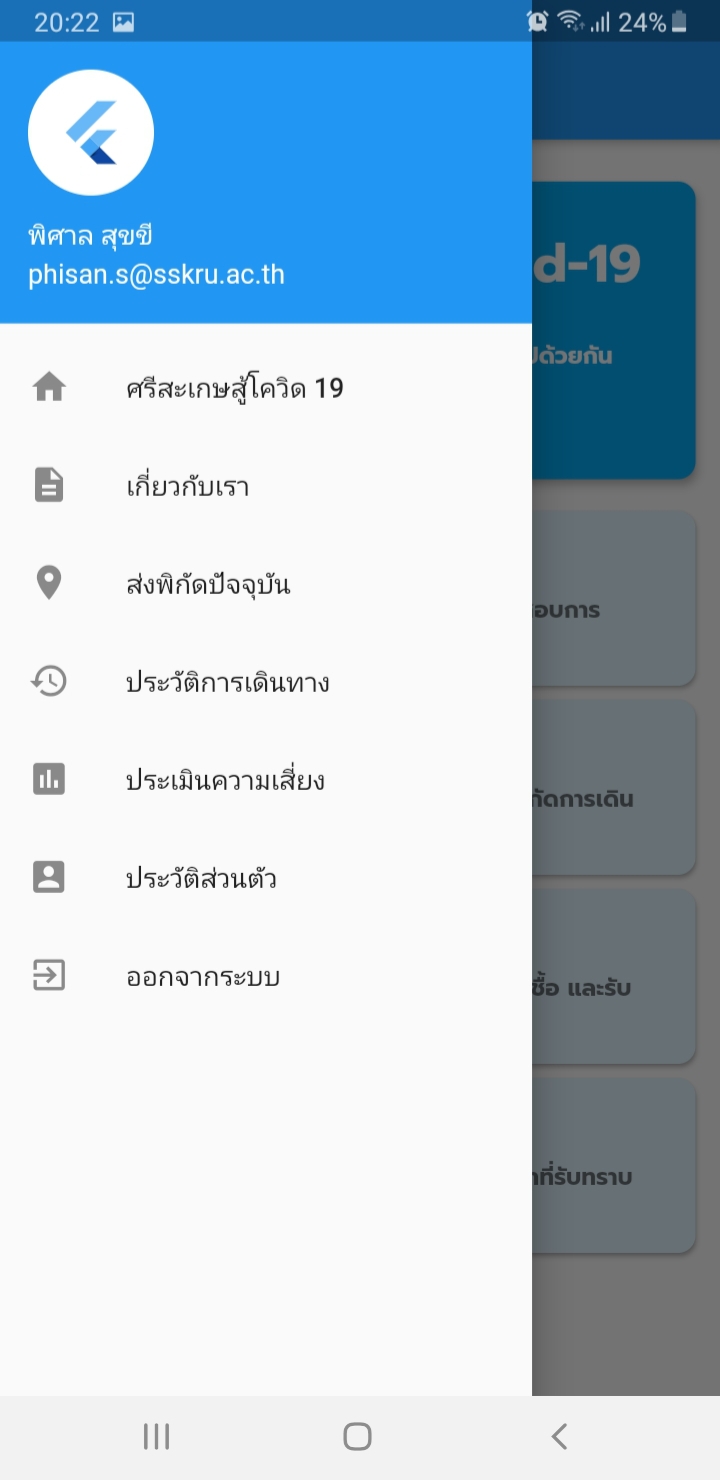 20:22 24%
พิศาล สุขขี
phisan.s@sskru.ac.th
d-19
ปด้วยกัน
ศรีสะเกษสู้โควิด 19
เกี่ยวกับเรา
ส่งพิกัดปัจจุบัน
อบการ
ประวัติการเดินทาง
ประเมินความเสี่ยง
กัดการเดิน
ประวัติส่วนตัว
ออกจากระบบ
ชื้อ และรับ
ที่รับทราบ